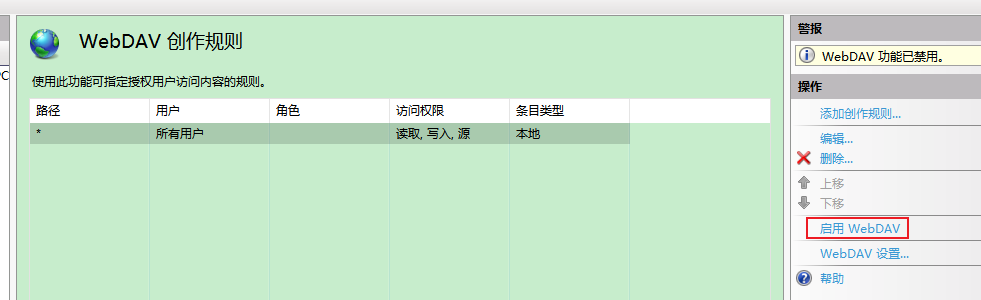 WebDAV 创作规则
使用此功能可指定授权用户访问内容的规则。
路径 用户 角色 访问权限 条目类型
* 所有用户 读取, 写入, 源 本地
PC
警报
WebDAV 功能已禁用。
操作
添加创作规则...
编辑...
删除...
上移
下移
启用 WebDAV
WebDAV 设置...
帮助